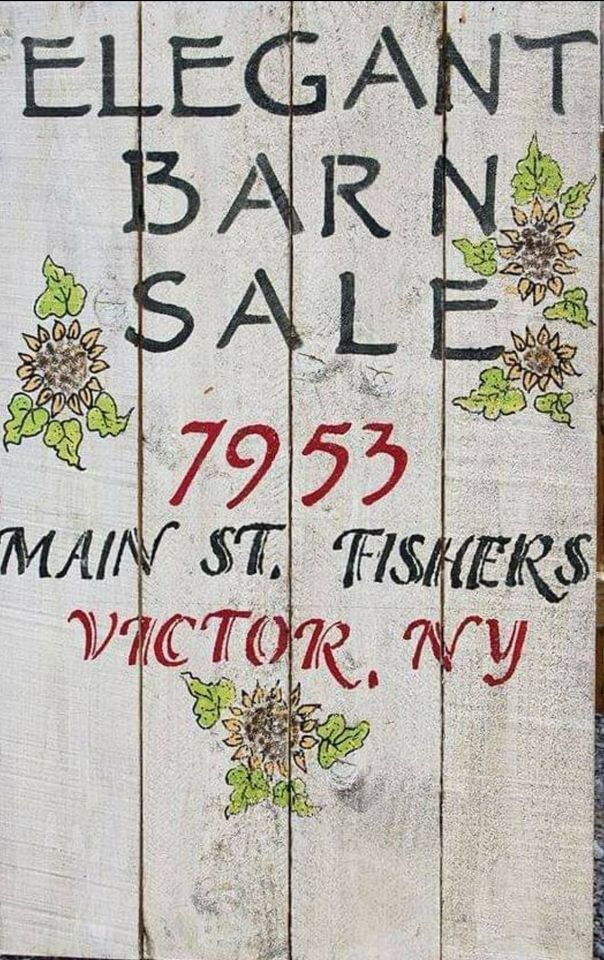 ELEGANT
BARN
SALE
7953
MAIN ST. FISHERS
VICTOR, NY